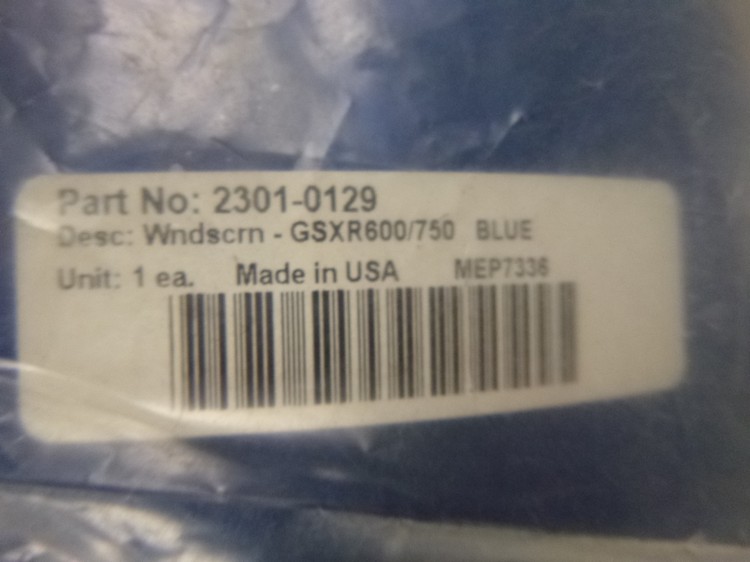 Part No: 2301-0129
Desc: Wndscrn - GSXR600/750 BLUE
Unit: 1 ea. Made in USA MEP7336